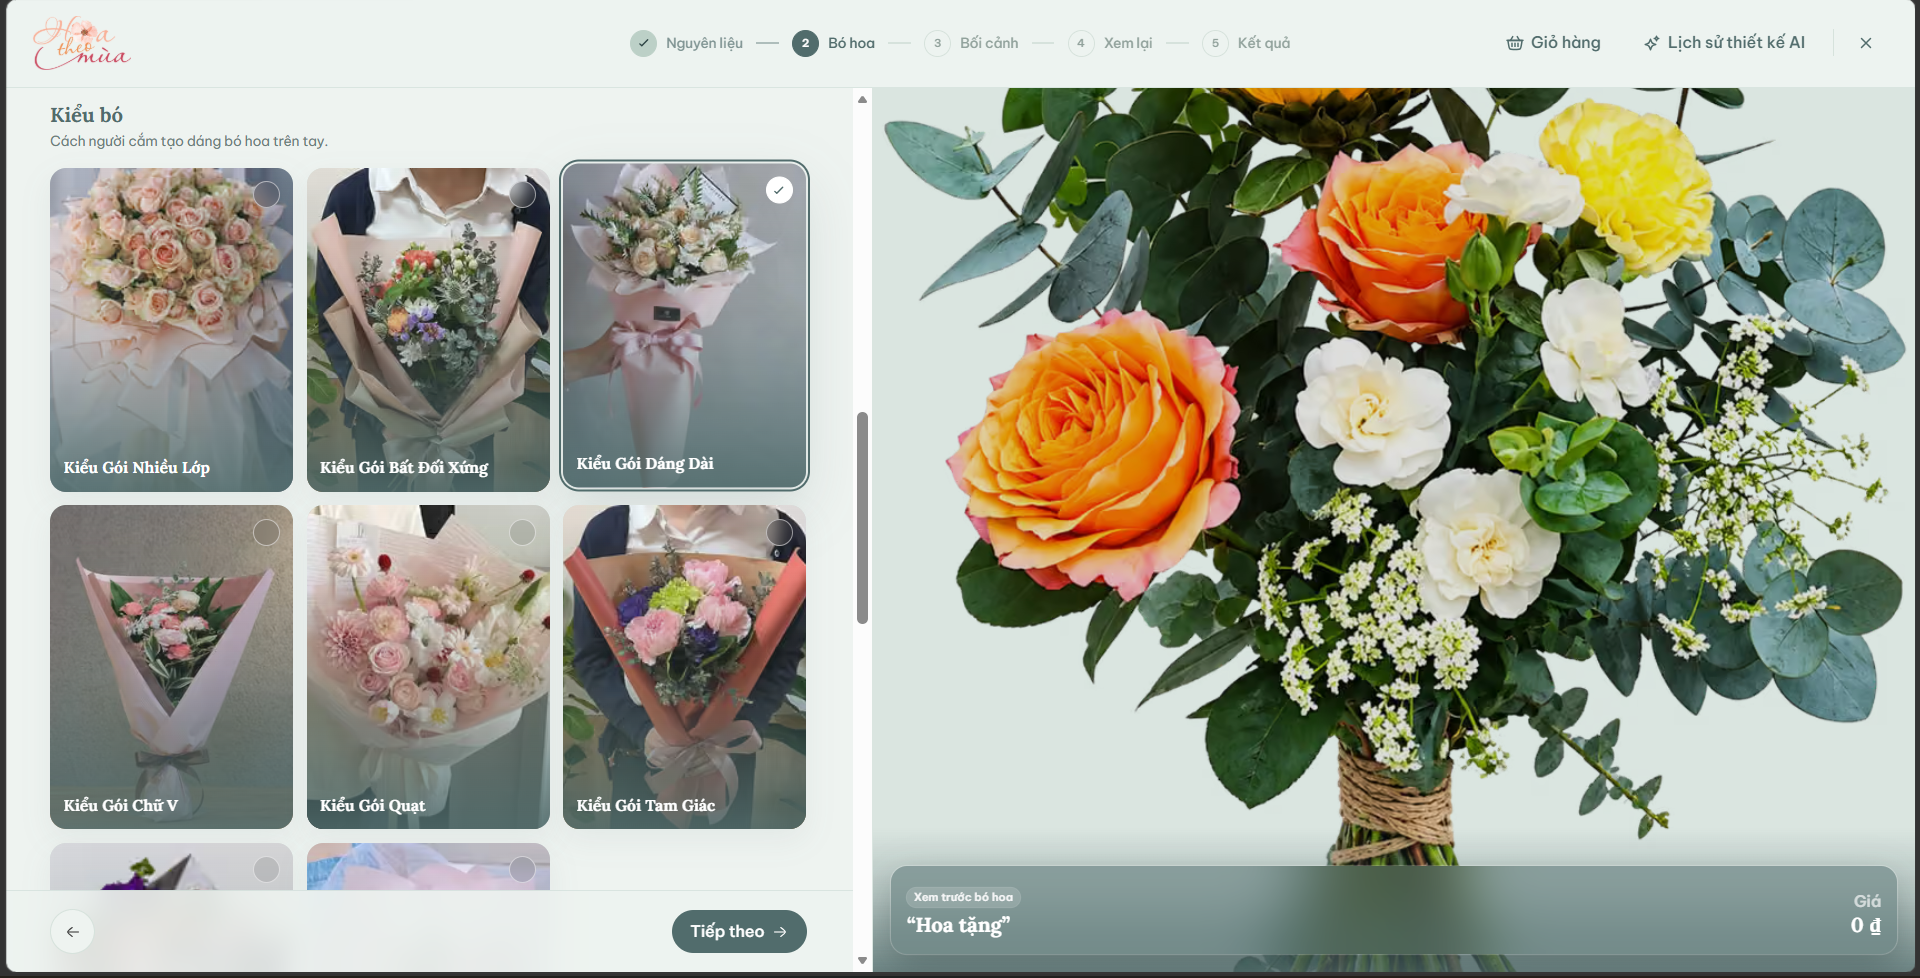 Hoa
theo
mùa
Nguyên liệu
2 Bó hoa
3 Bối cảnh
4 Xem lại
5 Kết quả
Giỏ hàng
Lịch sử thiết kế AI
Kiểu bó
Cách người cắm tạo dáng bó hoa trên tay.
Kiểu Gói Nhiều Lớp
Kiểu Gói Bất Đối Xứng
Kiểu Gói Dáng Dài
Kiểu Gói Chữ V
Kiểu Gói Quạt
Kiểu Gói Tam Giác
Tiếp theo
Xem trước bó hoa
“Hoa tặng”
Giá
0 ₫